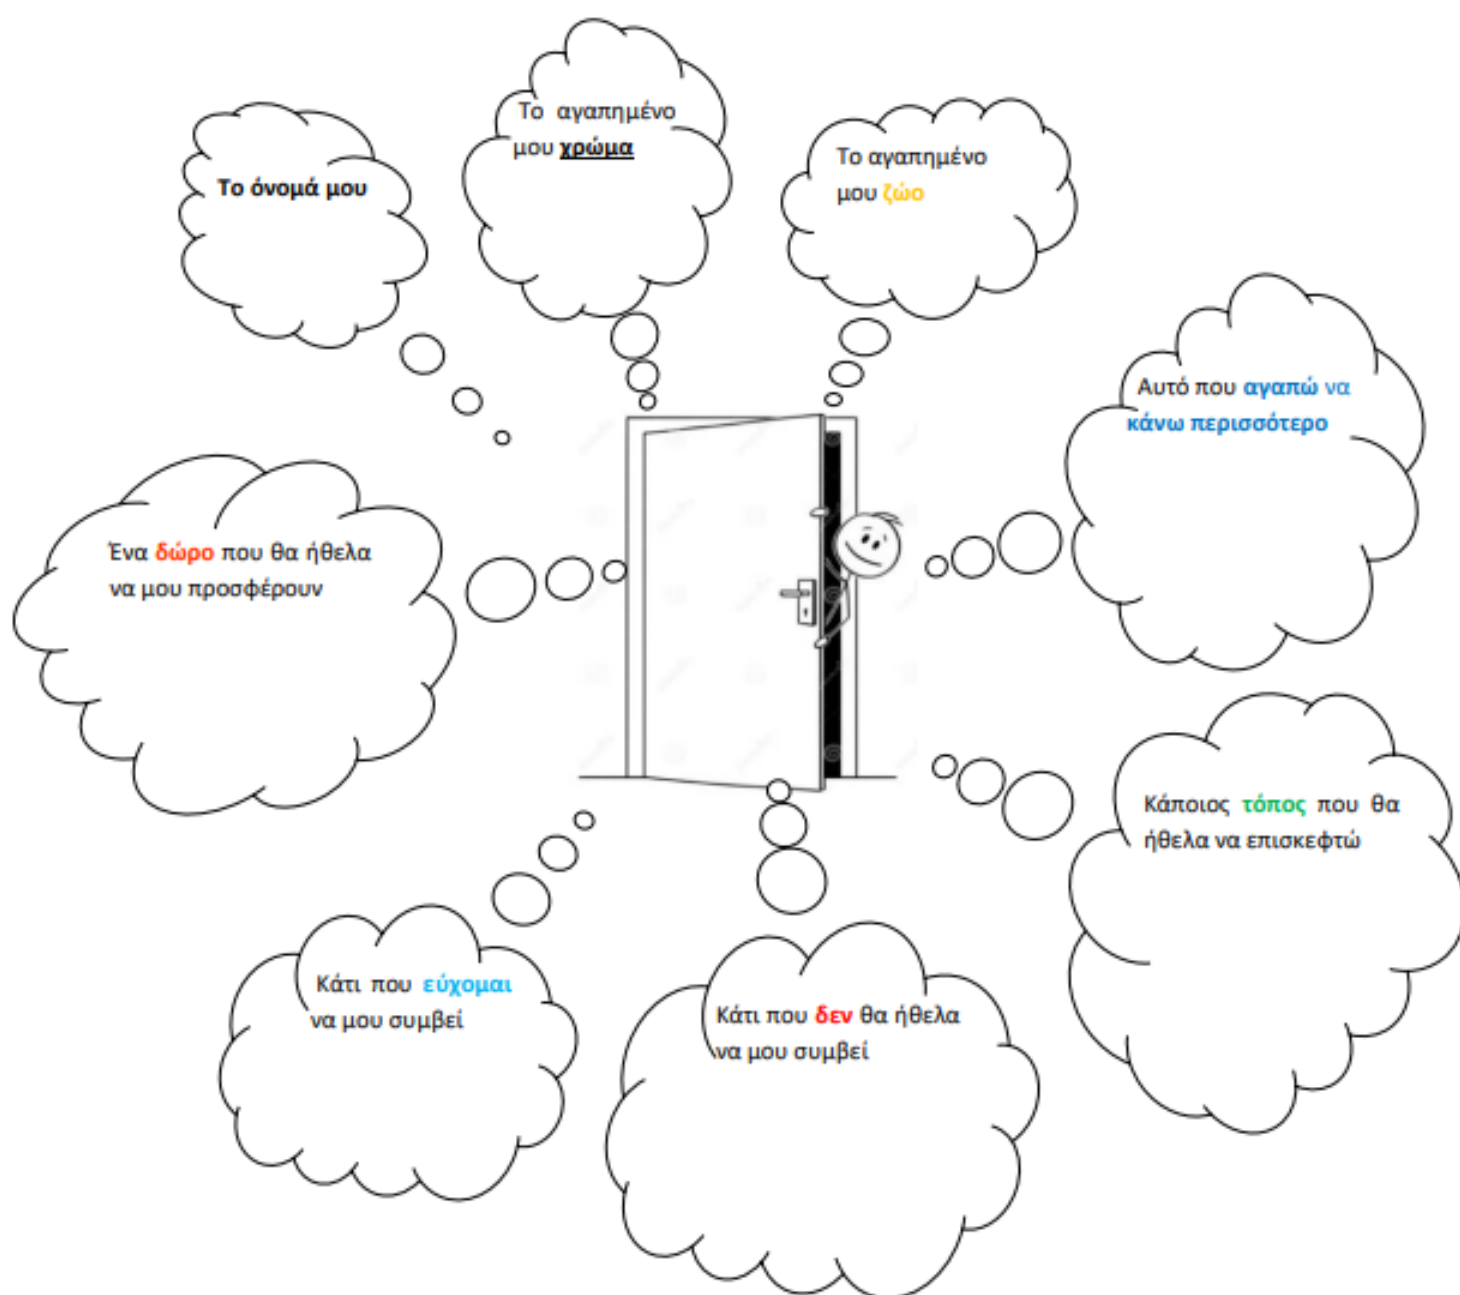 Το αγαπημένο
μου χρώμα
Το αγαπημένο
μου ζώο
Το όνομά μου
Αυτό που αγαπώ να
κάνω περισσότερο
Ένα δώρο που θα ήθελα
να μου προσφέρουν
Κάποιος τόπος που θα
ήθελα να επισκεφτώ
Κάτι που εύχομαι
να μου συμβεί
Κάτι που δεν θα ήθελα
να μου συμβεί